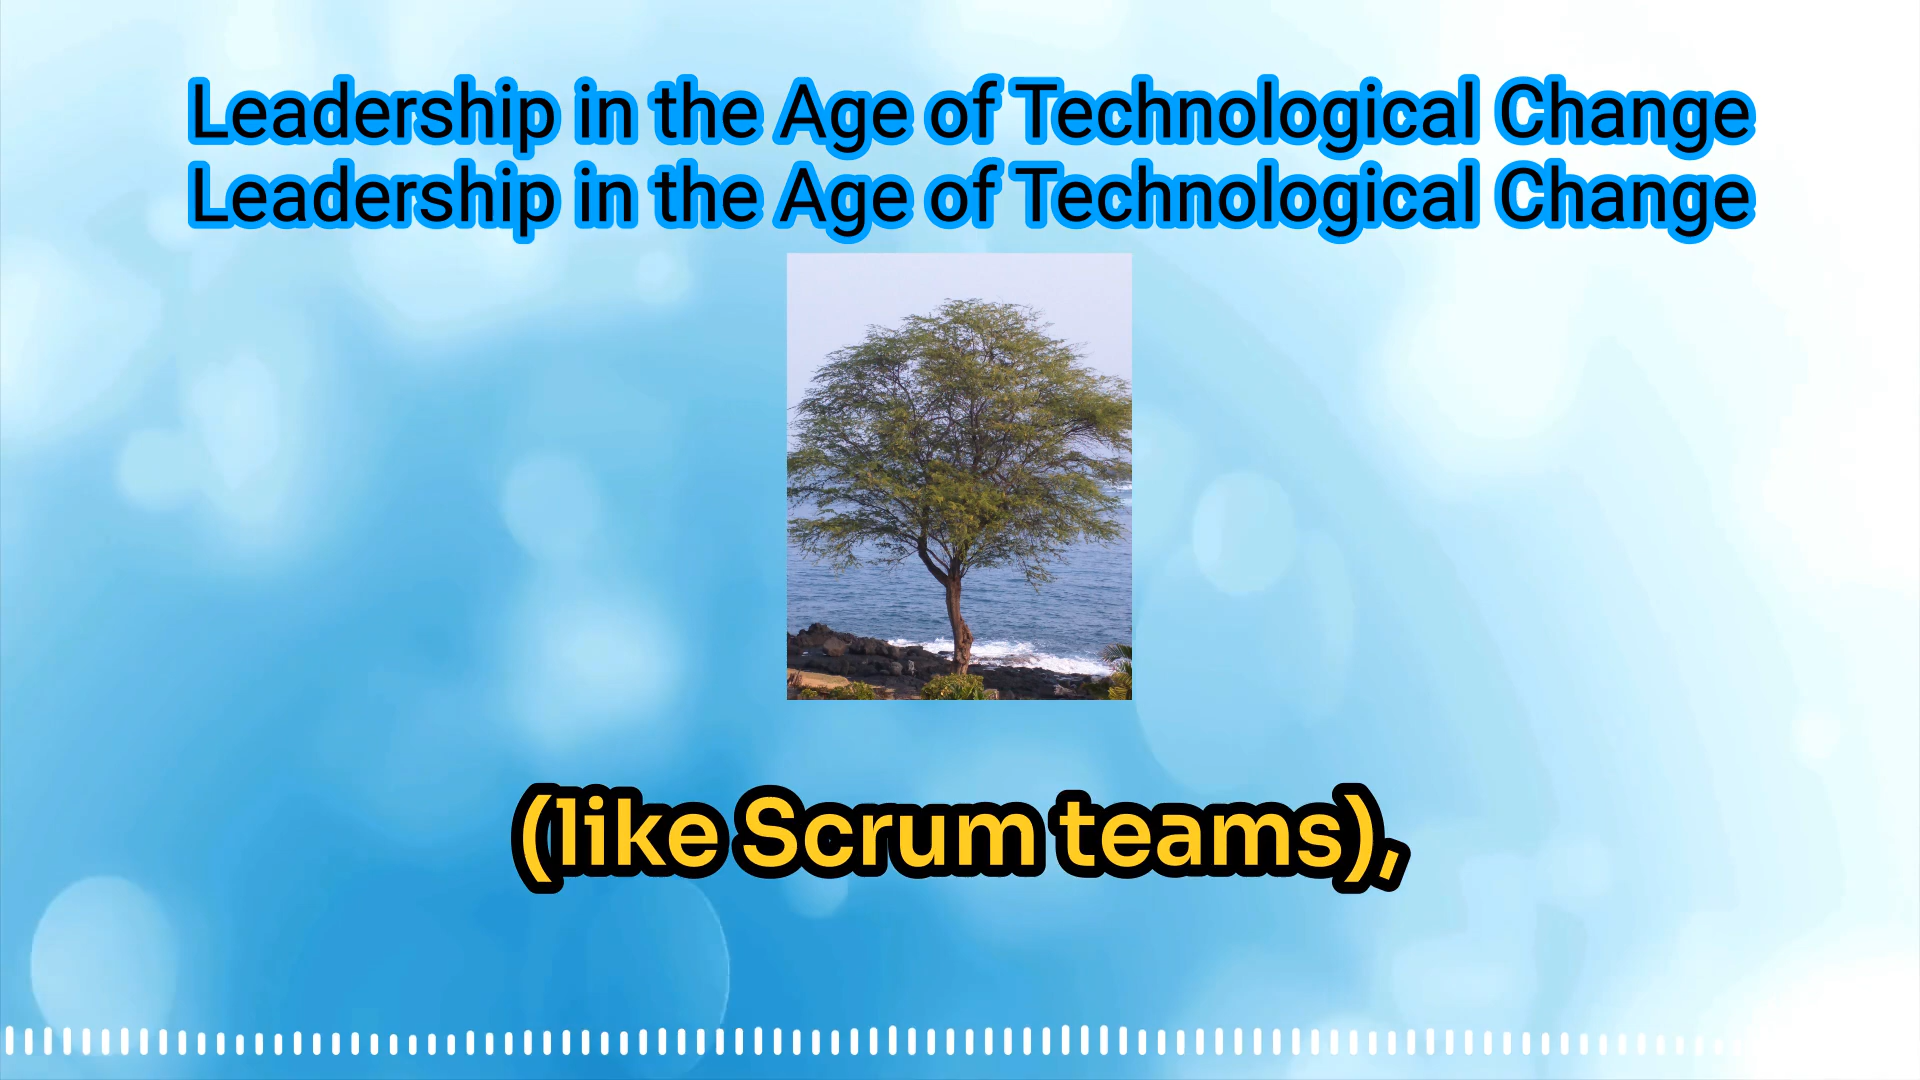 Leadership in the Age of Technological Change
Leadership in the Age of Technological Change
(like Scrum teams),